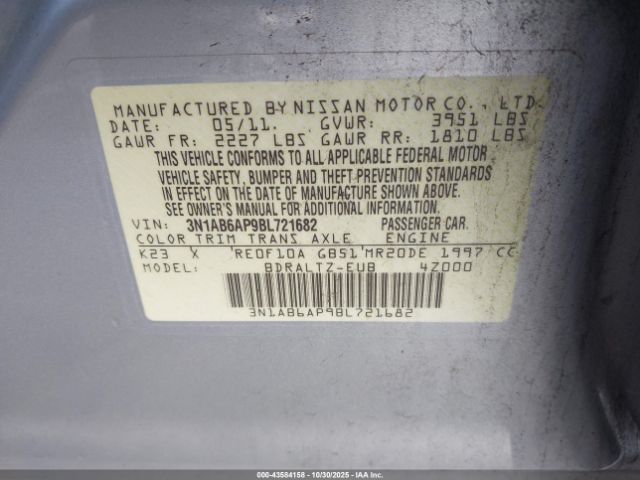 MANUFACTURED BY NISSAN MOTOR CO., LTD.
DATE: 05/11. GVWR: 3951 LBS
GAWR FR: 2227 LBS GAWR RR: 1810 LBS
THIS VEHICLE CONFORMS TO ALL APPLICABLE FEDERAL MOTOR
VEHICLE SAFETY, BUMPER AND THEFT PREVENTION STANDARDS
IN EFFECT ON THE DATE OF MANUFACTURE SHOWN ABOVE.
SEE OWNER'S MANUAL FOR ADDITIONAL INFORMATION.
VIN: 3N1AB6AP9BL721682 PASSENGER CAR.
COLOR TRIM TRANS AXLE ENGINE
K23 X RE0F10A GB51 MR20DE 1997 CC
MODEL: BDRALTZ-EUB 4Z000
3N1AB6AP9BL721682
000-43584158 - 10/30/2025 - IAAI.COM